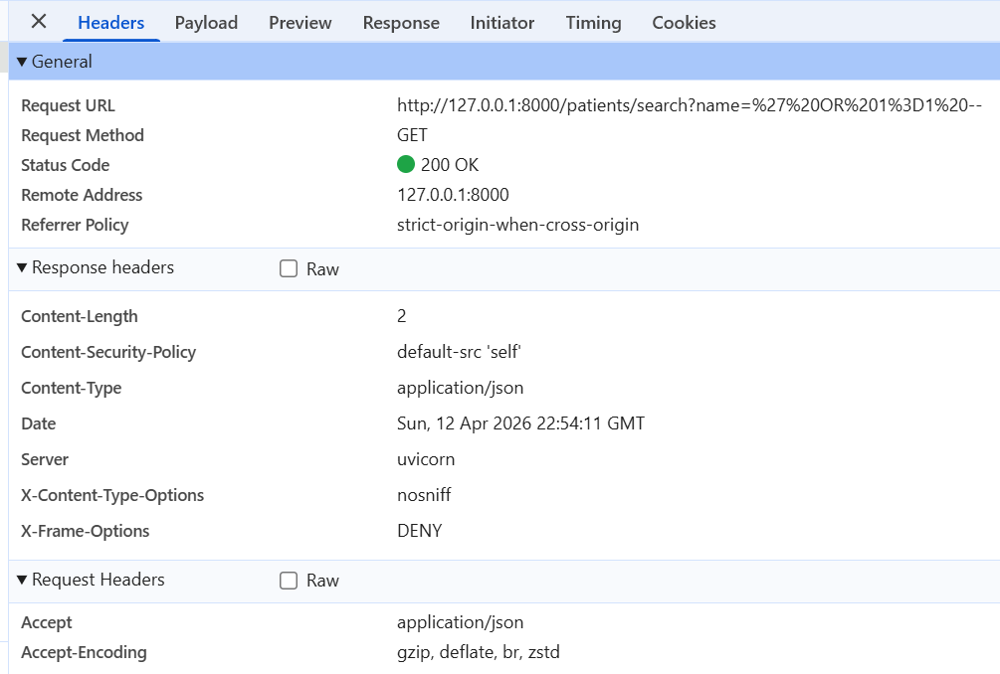 Headers Payload Preview Response Initiator Timing Cookies
General
Request URL http://127.0.0.1:8000/patients/search?name=%27%20OR%201%3D1%20--
Request Method GET
Status Code 200 OK
Remote Address 127.0.0.1:8000
Referrer Policy strict-origin-when-cross-origin
Response headers Raw
Content-Length 2
Content-Security-Policy default-src 'self'
Content-Type application/json
Date Sun, 12 Apr 2026 22:54:11 GMT
Server uvicorn
X-Content-Type-Options nosniff
X-Frame-Options DENY
Request Headers Raw
Accept application/json
Accept-Encoding gzip, deflate, br, zstd